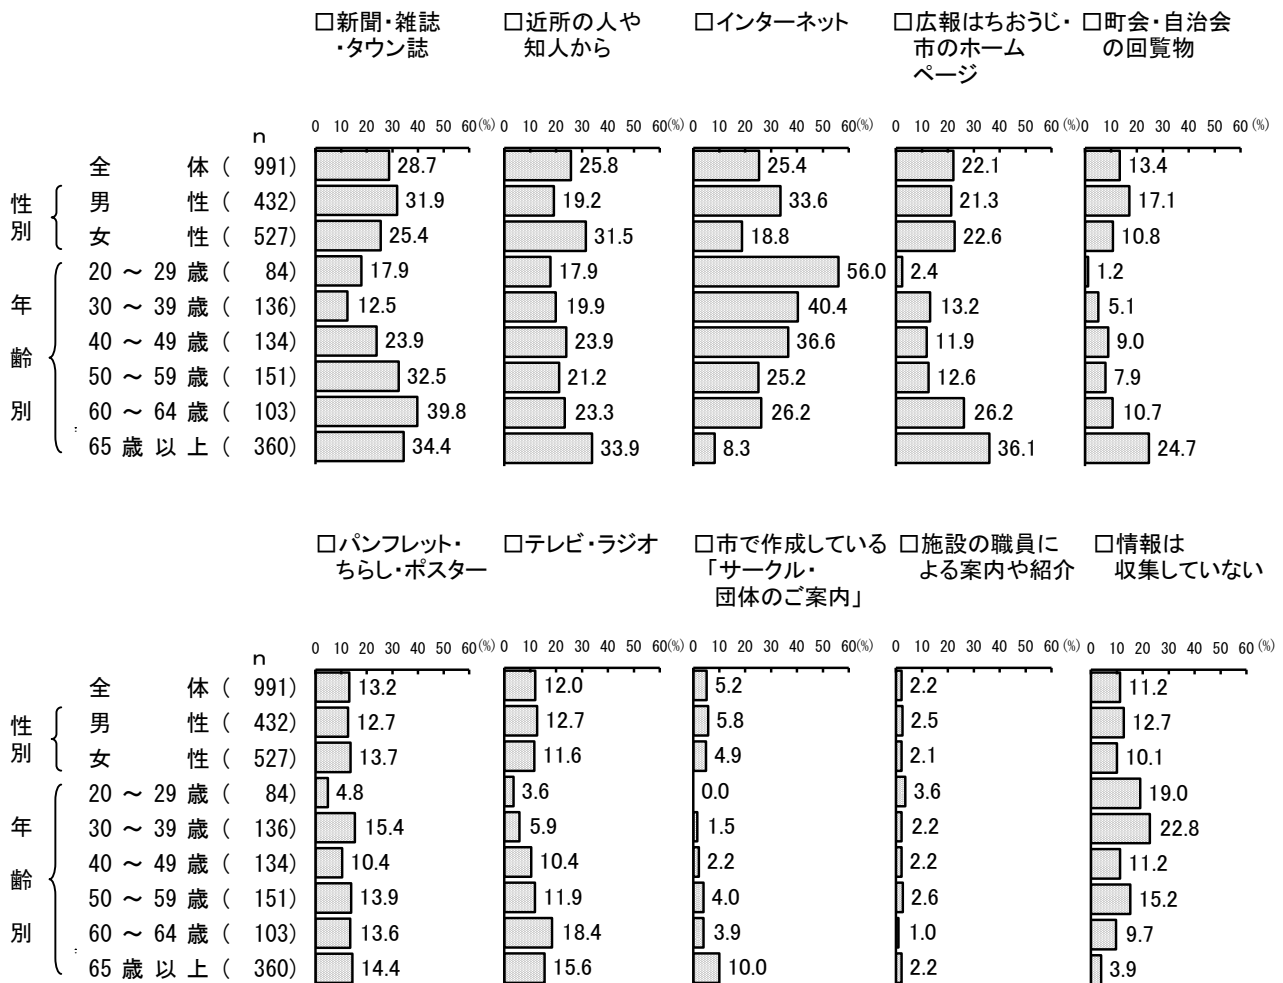 □新聞・雑誌
・タウン誌
□近所の人や
知人から
□インターネット
□広報はちおうじ・
市のホーム
ページ
□町会・自治会
の回覧物
n
0 10 20 30 40 50 60(%) 0 10 20 30 40 50 60(%) 0 10 20 30 40 50 60(%) 0 10 20 30 40 50 60(%) 0 10 20 30 40 50 60(%)
全体( 991) 28.7 25.8 25.4 22.1 13.4
性別
男性( 432) 31.9 19.2 33.6 21.3 17.1
女性( 527) 25.4 31.5 18.8 22.6 10.8
年齢別
20 ～ 29 歳( 84) 17.9 17.9 56.0 2.4 1.2
30 ～ 39 歳( 136) 12.5 19.9 40.4 13.2 5.1
40 ～ 49 歳( 134) 23.9 23.9 36.6 11.9 9.0
50 ～ 59 歳( 151) 32.5 21.2 25.2 12.6 7.9
60 ～ 64 歳( 103) 39.8 23.3 26.2 26.2 10.7
65 歳以上( 360) 34.4 33.9 8.3 36.1 24.7
□パンフレット・
ちらし・ポスター
□テレビ・ラジオ
□市で作成している
「サークル・
団体のご案内」
□施設の職員に
よる案内や紹介
□情報は
収集していない
n
0 10 20 30 40 50 60(%) 0 10 20 30 40 50 60(%) 0 10 20 30 40 50 60(%) 0 10 20 30 40 50 60(%) 0 10 20 30 40 50 60(%)
全体( 991) 13.2 12.0 5.2 2.2 11.2
性別
男性( 432) 12.7 12.7 5.8 2.5 12.7
女性( 527) 13.7 11.6 4.9 2.1 10.1
年齢別
20 ～ 29 歳( 84) 4.8 3.6 0.0 3.6 19.0
30 ～ 39 歳( 136) 15.4 5.9 1.5 2.2 22.8
40 ～ 49 歳( 134) 10.4 10.4 2.2 2.2 11.2
50 ～ 59 歳( 151) 13.9 11.9 4.0 2.6 15.2
60 ～ 64 歳( 103) 13.6 18.4 3.9 1.0 9.7
65 歳以上( 360) 14.4 15.6 10.0 2.2 3.9